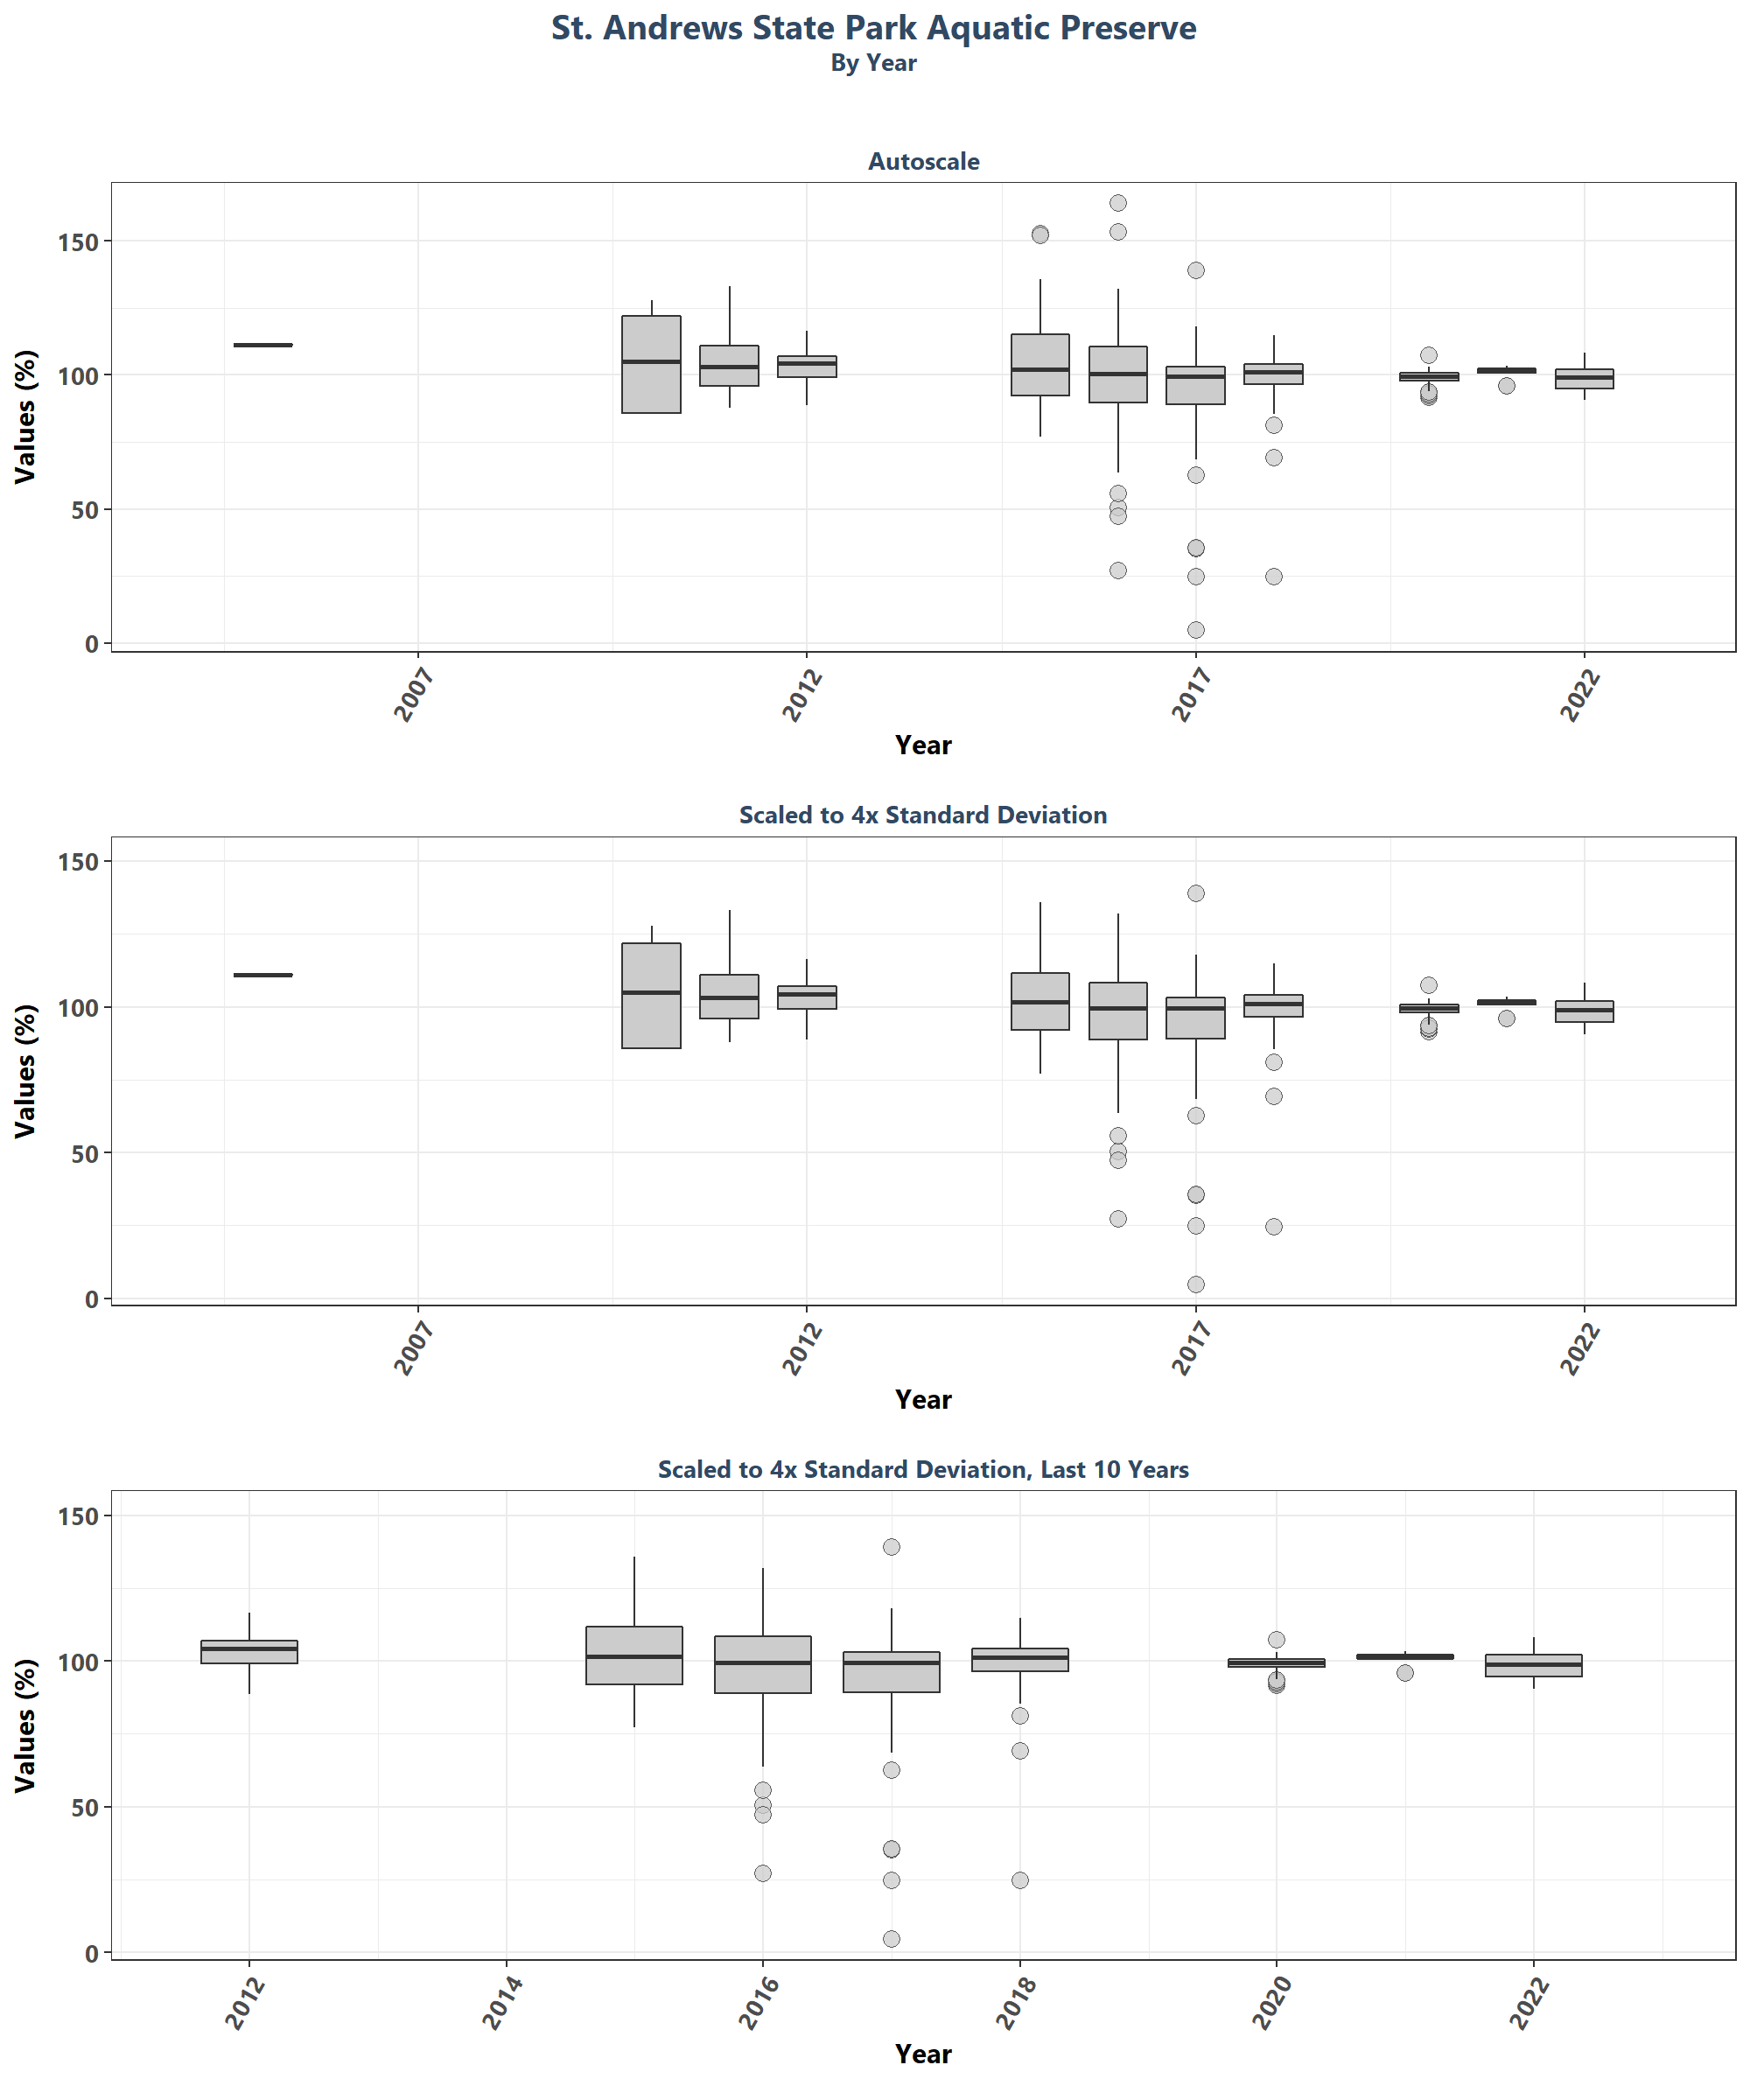 St. Andrews State Park Aquatic Preserve
By Year
Autoscale
Values (%)
150
100
50
0
2007
2012
2017
2022
Year
Scaled to 4x Standard Deviation
Values (%)
150
100
50
0
2007
2012
2017
2022
Year
Scaled to 4x Standard Deviation, Last 10 Years
Values (%)
150
100
50
0
2012
2014
2016
2018
2020
2022
Year